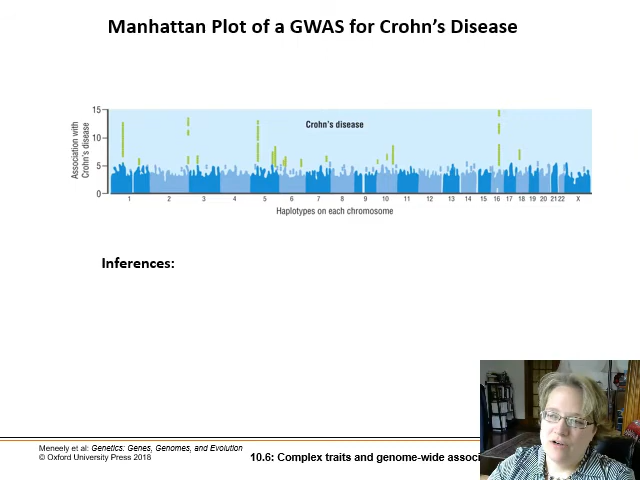 Manhattan Plot of a GWAS for Crohn's Disease
15
10
5
0
Association with
Crohn's disease
Crohn's disease
1 2 3 4 5 6 7 8 9 10 11 12 13 14 15 16 17 18 19 20 21 22 X
Haplotypes on each chromosome
Inferences:
Meneely et al: Genetics: Genes, Genomes, and Evolution
© Oxford University Press 2018
10.6: Complex traits and genome-wide associ